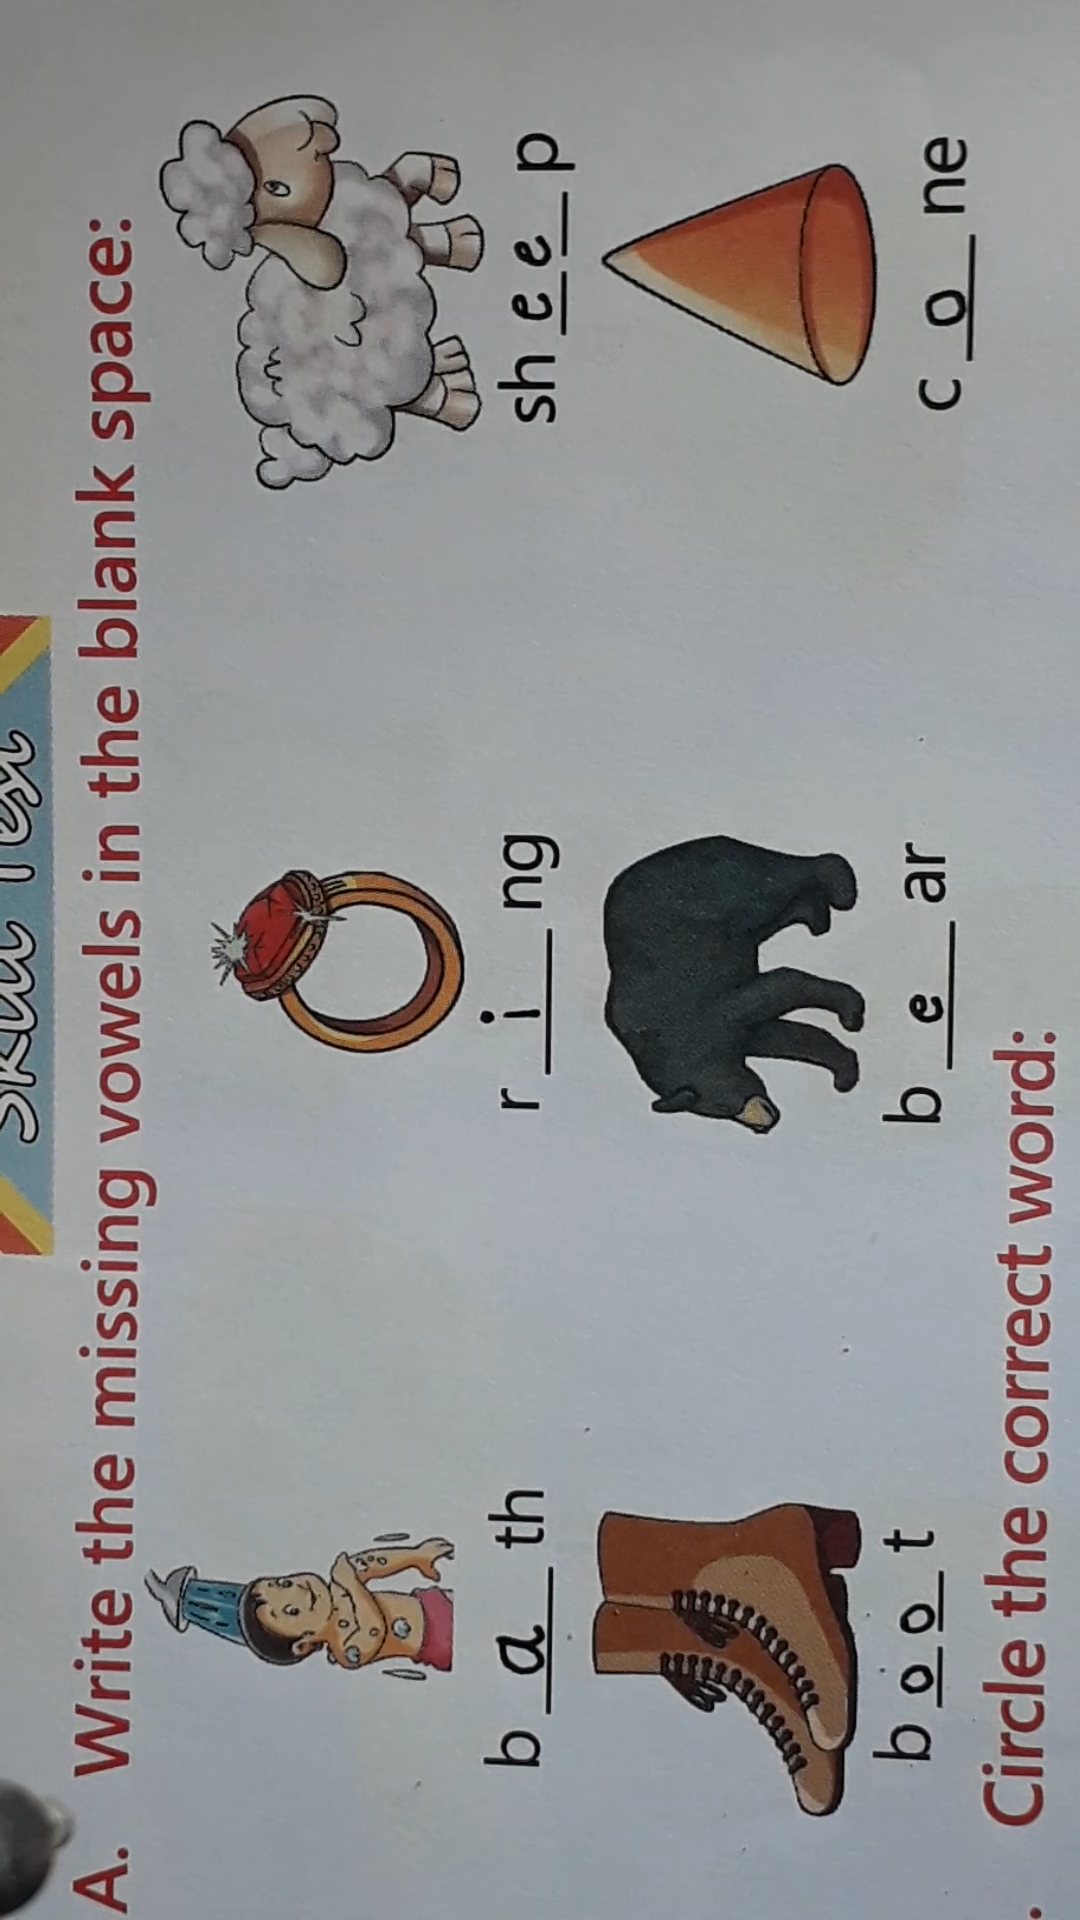 Skill Test
A. Write the missing vowels in the blank space:
b a th r i ng sh e e p
b o o t b e ar c o ne
. Circle the correct word: